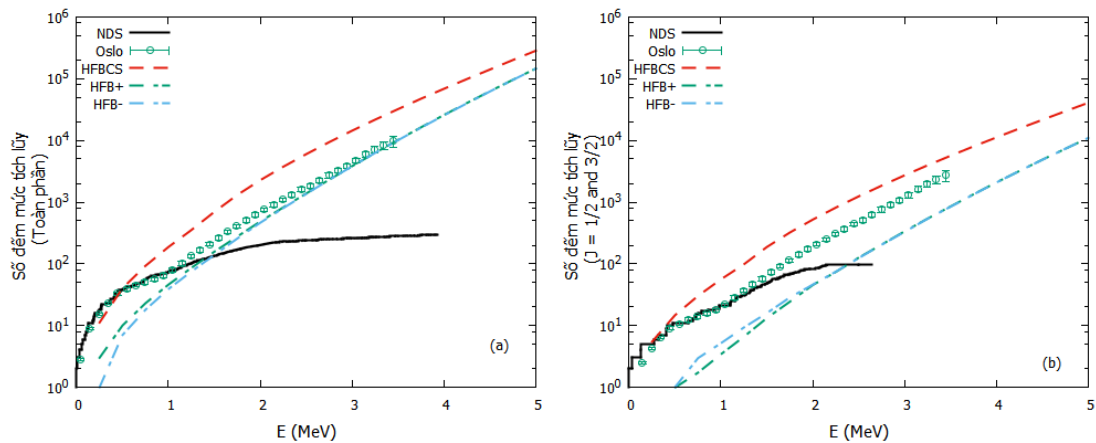 10^6
10^5
10^4
10^3
10^2
10^1
10^0
Số đếm mức tích lũy
(Toàn phần)
NDS
Oslo
HFBCS
HFB+
HFB-
(a)
0 1 2 3 4 5
E (MeV)
10^6
10^5
10^4
10^3
10^2
10^1
10^0
Số đếm mức tích lũy
(J = 1/2 and 3/2)
NDS
Oslo
HFBCS
HFB+
HFB-
(b)
0 1 2 3 4 5
E (MeV)